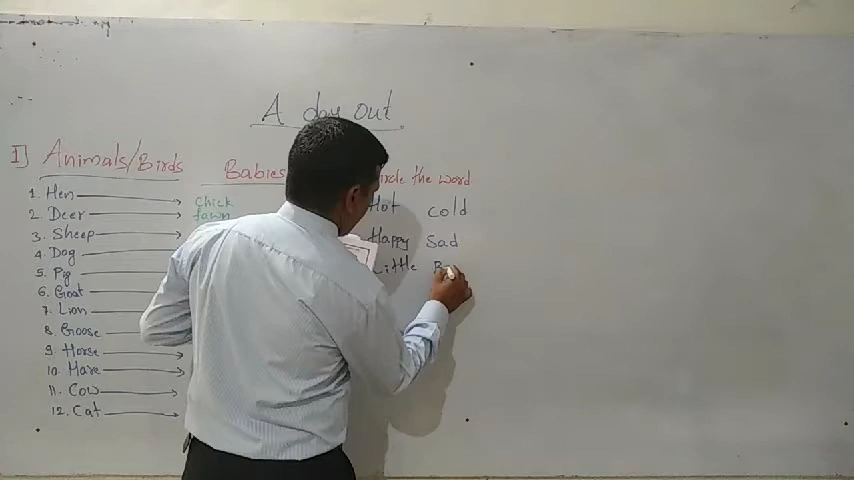 A day out
I] Animals/Birds
1. Hen
2. Deer
3. Sheep
4. Dog
5. Pig
6. Goat
7. Lion
8. Goose
9. Horse
10. Mare
11. Cow
12. Cat
Babies
chick
fawn
the word
Hot cold
Happy Sad
Little